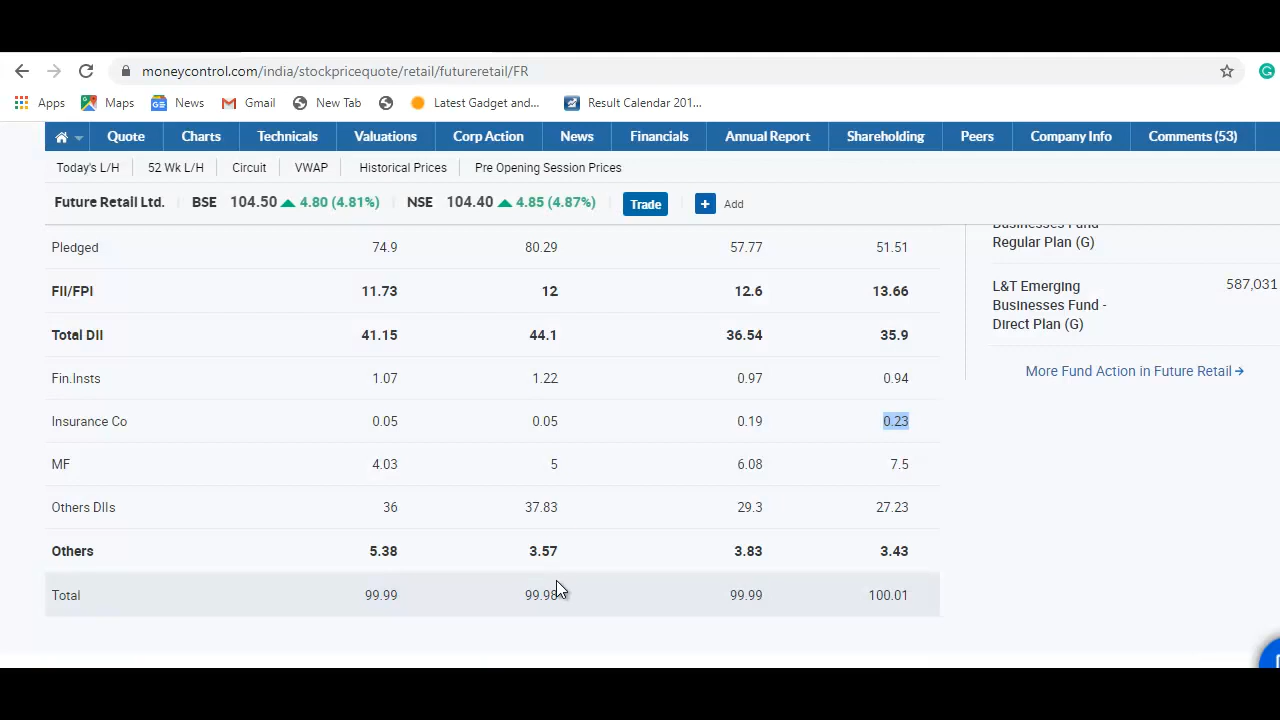 moneycontrol.com/india/stockpricequote/retail/futureretail/FR
Apps Maps News Gmail New Tab Latest Gadget and... Result Calendar 201...
Quote Charts Technicals Valuations Corp Action News Financials Annual Report Shareholding Peers Company Info Comments (53)
Today's L/H 52 Wk L/H Circuit VWAP Historical Prices Pre Opening Session Prices
Future Retail Ltd. BSE 104.50 4.80 (4.81%) NSE 104.40 4.85 (4.87%) Trade + Add
Pledged 74.9 80.29 57.77 51.51
FII/FPI 11.73 12 12.6 13.66
Total DII 41.15 44.1 36.54 35.9
Fin.Insts 1.07 1.22 0.97 0.94
Insurance Co 0.05 0.05 0.19 0.23
MF 4.03 5 6.08 7.5
Others DIIs 36 37.83 29.3 27.23
Others 5.38 3.57 3.83 3.43
Total 99.99 99.98 99.99 100.01
Businesses Fund
Regular Plan (G)
L&T Emerging 587,031
Businesses Fund -
Direct Plan (G)
More Fund Action in Future Retail